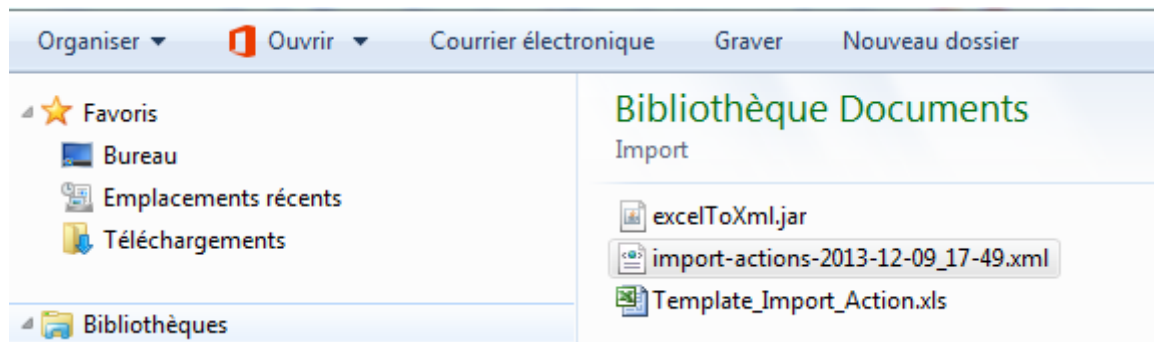 Organiser Ouvrir Courrier électronique Graver Nouveau dossier
Favoris
Bureau
Emplacements récents
Téléchargements
Bibliothèques
Bibliothèque Documents
Import
excelToXml.jar
import-actions-2013-12-09_17-49.xml
Template_Import_Action.xls